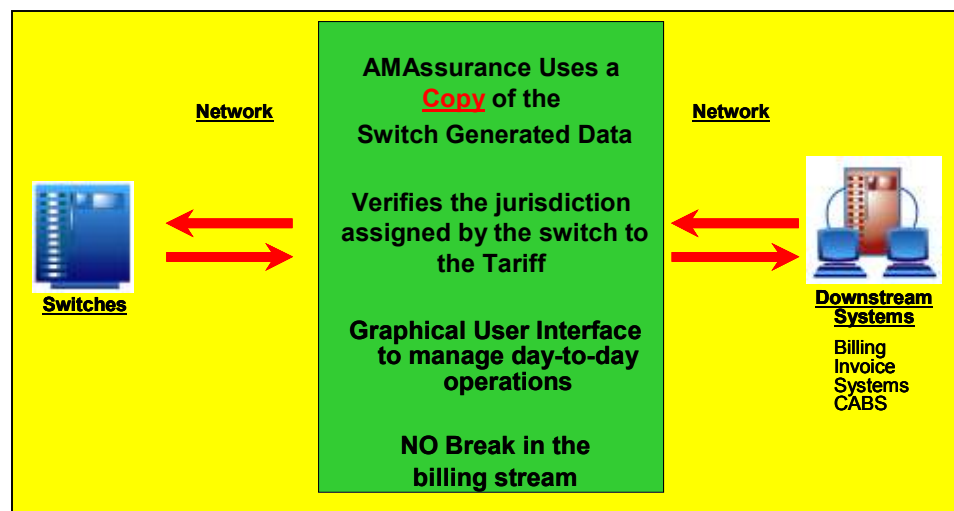 Network
Switches
AMAssurance Uses a
Copy of the
Switch Generated Data
Verifies the jurisdiction
assigned by the switch to
the Tariff
Graphical User Interface
to manage day-to-day
operations
NO Break in the
billing stream
Network
Downstream
Systems
Billing
Invoice
Systems
CABS